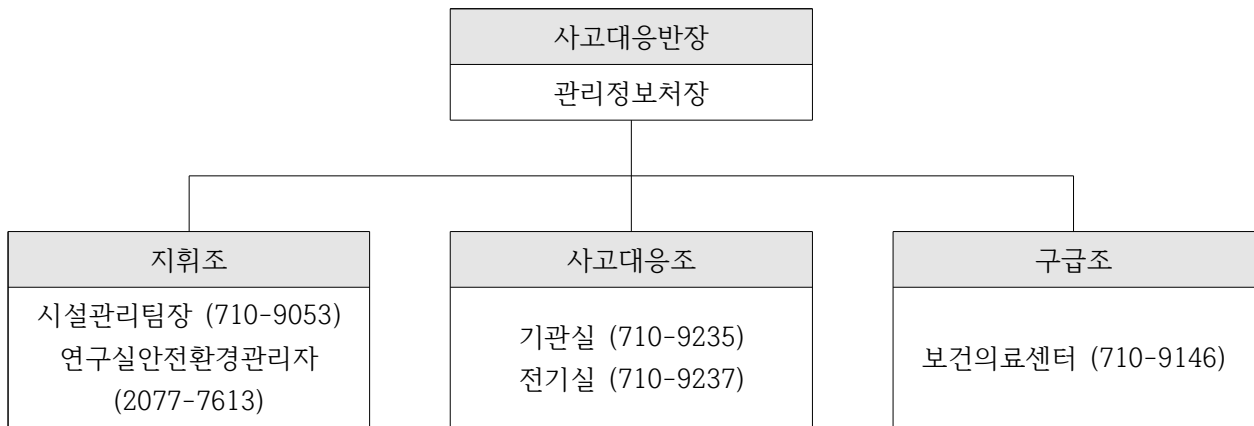 사고대응반장
관리정보처장
지휘조
시설관리팀장 (710-9053)
연구실안전환경관리자
(2077-7613)
사고대응조
기관실 (710-9235)
전기실 (710-9237)
구급조
보건의료센터 (710-9146)